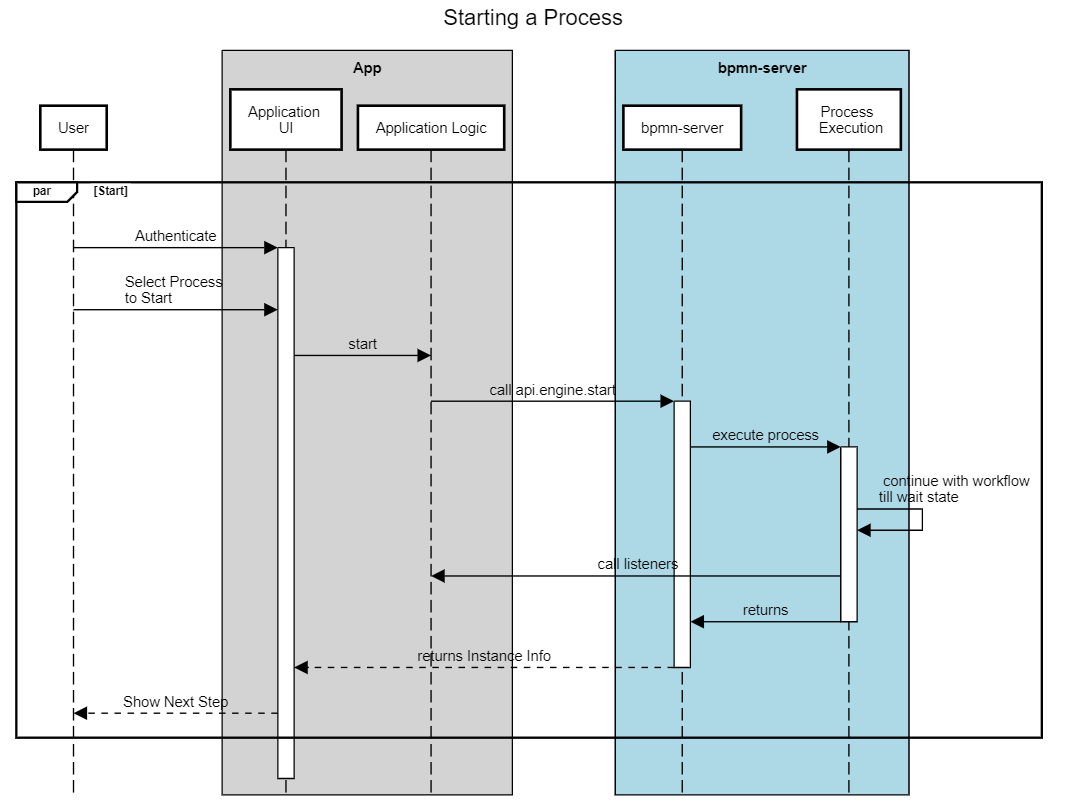 Starting a Process
App
bpmn-server
User
Application
UI
Application Logic
bpmn-server
Process
Execution
par
[Start]
Authenticate
Select Process
to Start
start
call api.engine.start
execute process
continue with workflow
till wait state
call listeners
returns
returns Instance Info
Show Next Step